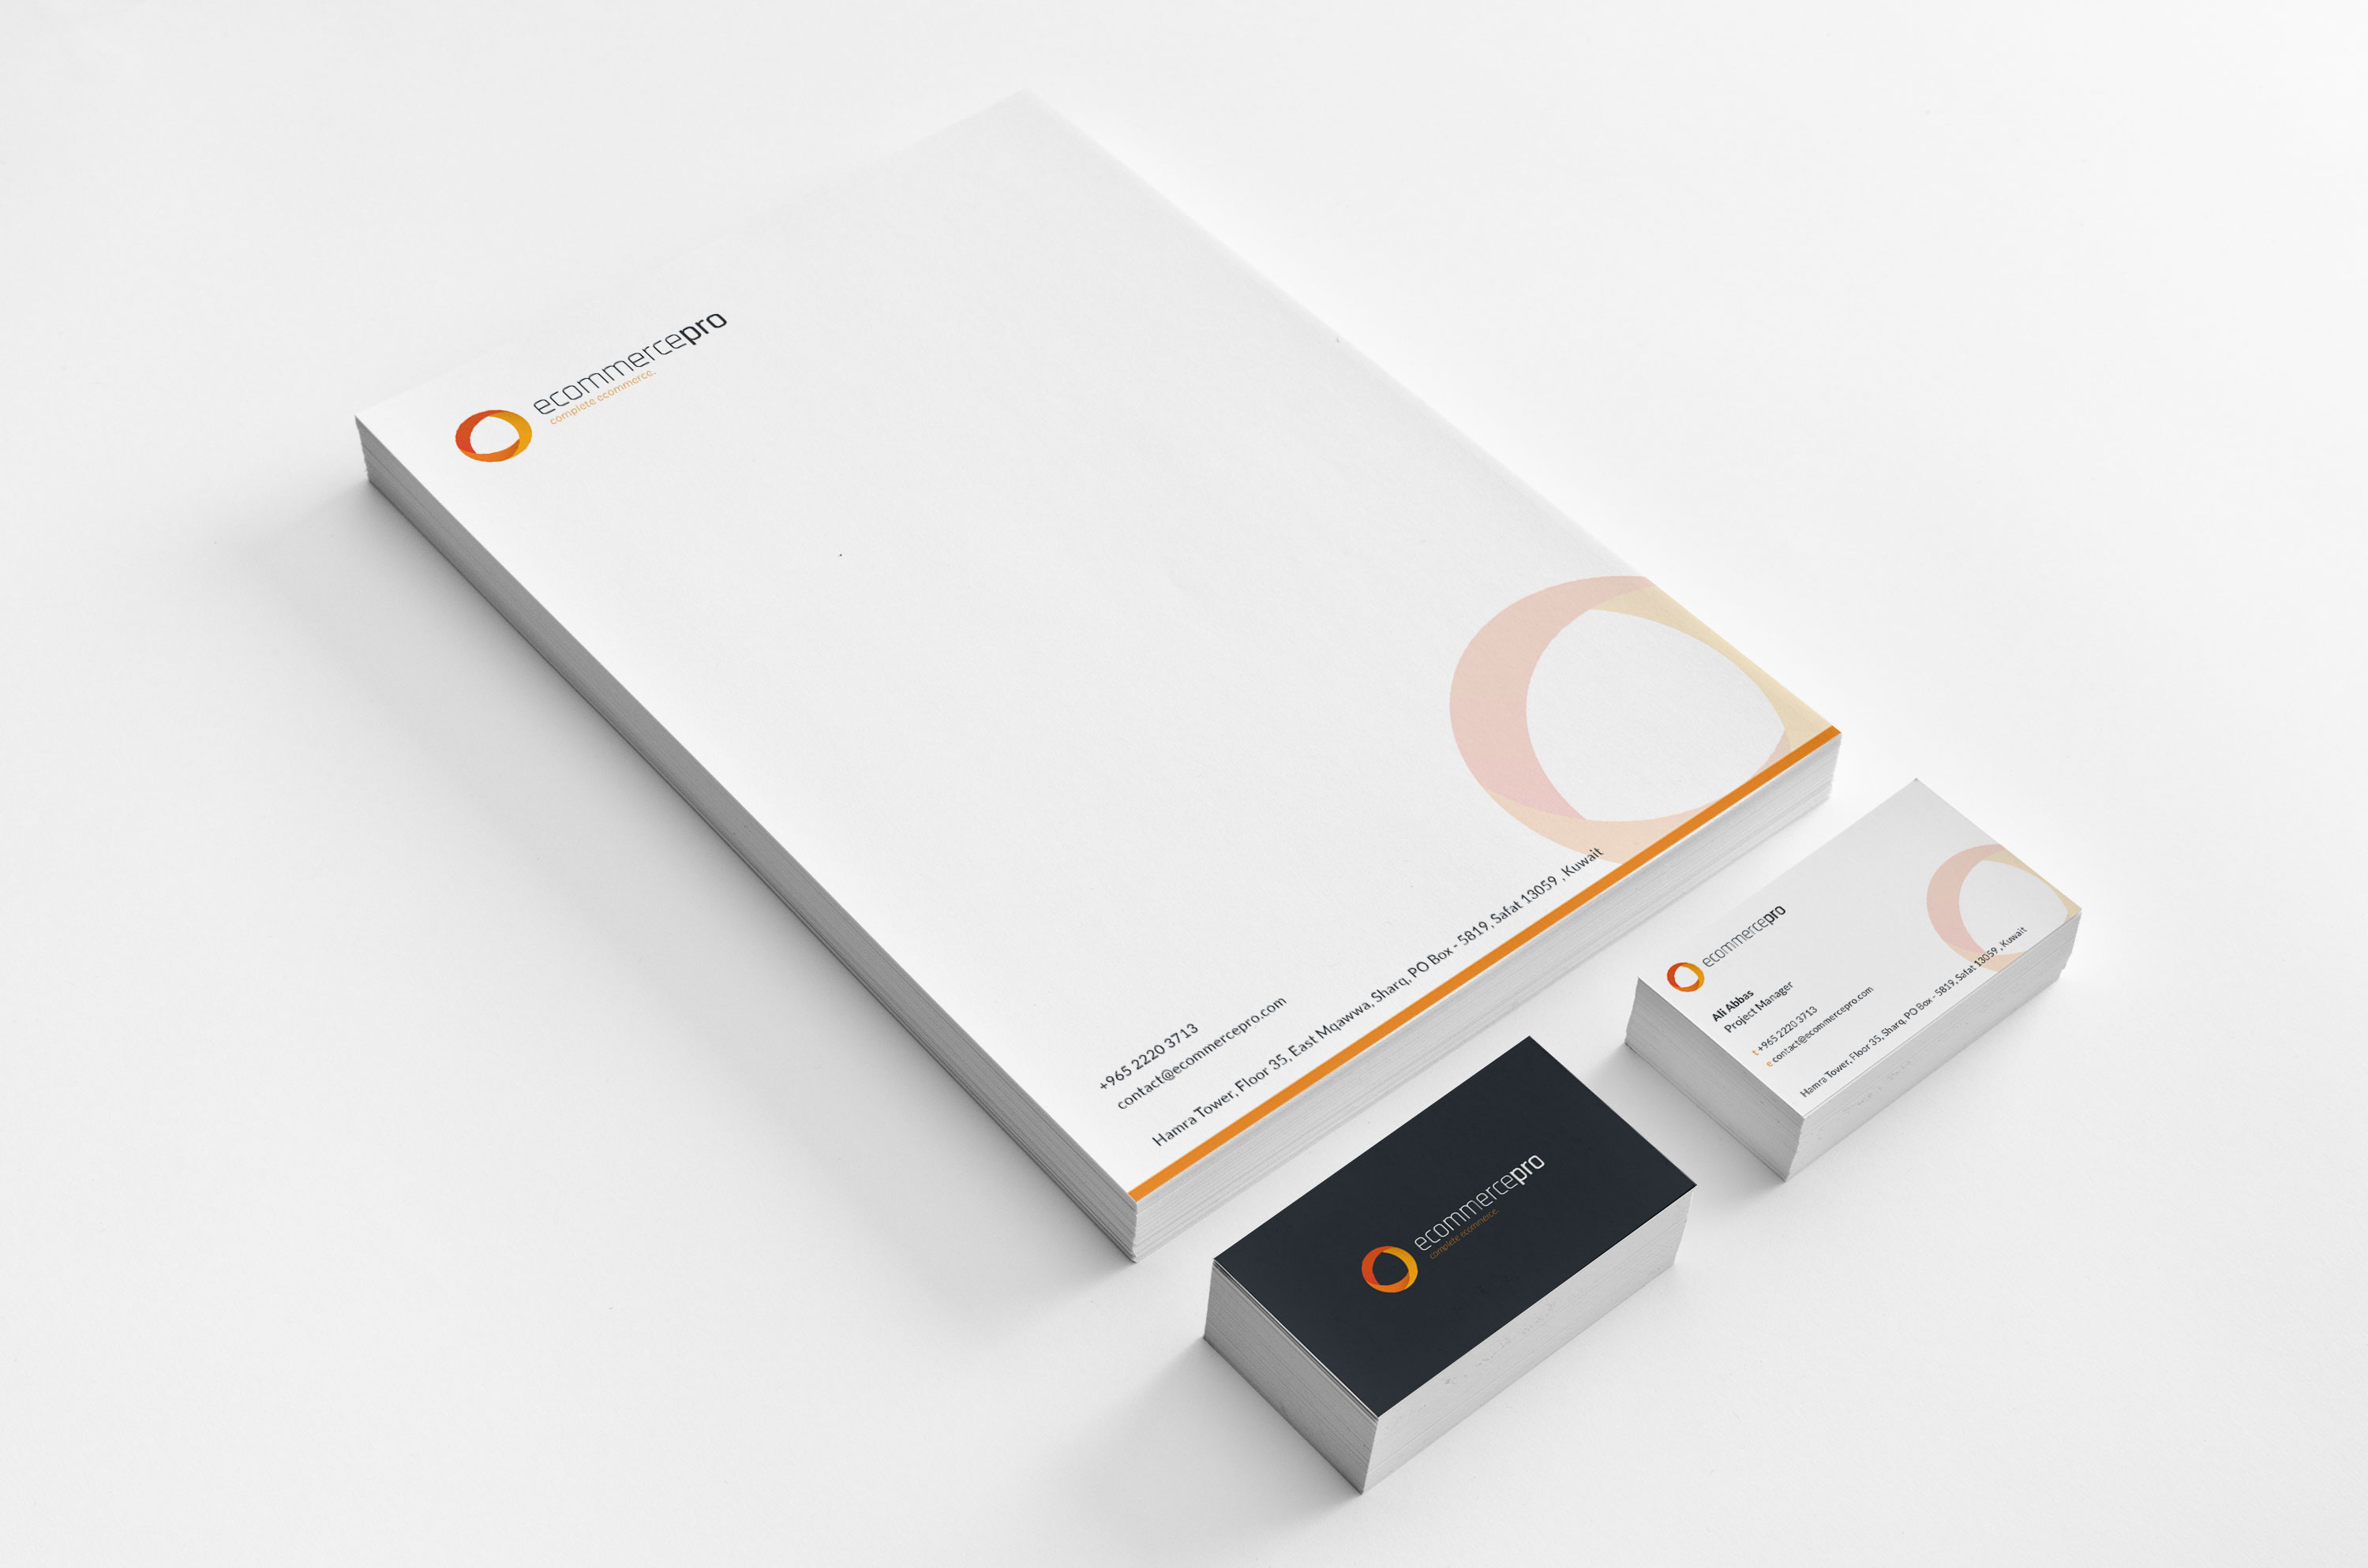 ecommercepro
complete ecommerce.
+965 2220 3713
contact@ecommercepro.com
Hamra Tower, Floor 35, East Mqawwa, Sharq, PO Box - 5819, Safat 13059 , Kuwait
ecommercepro
Ali Abbas
Project Manager
t +965 2220 3713
e contact@ecommercepro.com
Hamra Tower, Floor 35, Sharq, PO Box - 5819, Safat 13059 , Kuwait
ecommercepro
complete ecommerce.